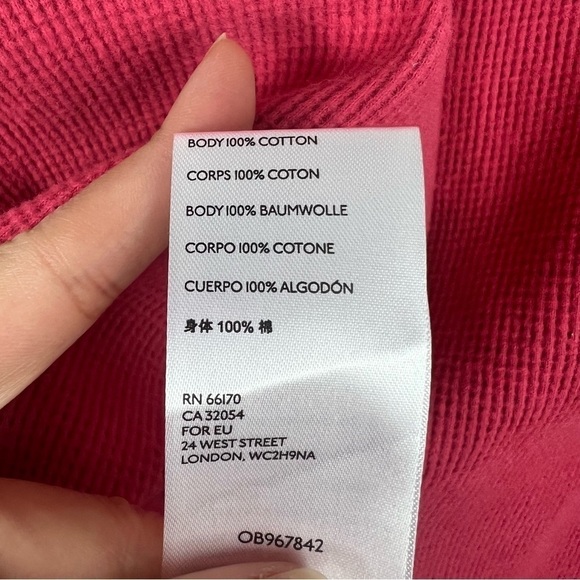 BODY 100% COTTON
CORPS 100% COTON
BODY 100% BAUMWOLLE
CORPO 100% COTONE
CUERPO 100% ALGODÓN
身体 100% 棉
RN 66170
CA 32054
FOR EU
24 WEST STREET
LONDON, WC2H9NA
OB967842